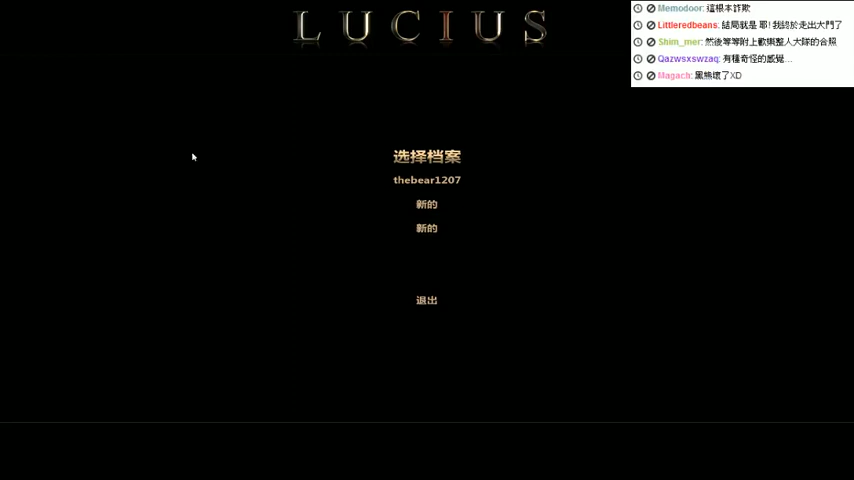 LUCIUS
Memodoor: 這根本詐欺
Littleredbeans: 結局就是 耶! 我終於走出大門了
Shim_mer: 然後等等附上歡樂整人大隊的合照
Qazwsxswzaq: 有種奇怪的感覺...
Magach: 黑熊壞了XD
选择档案
thebear1207
新的
新的
退出